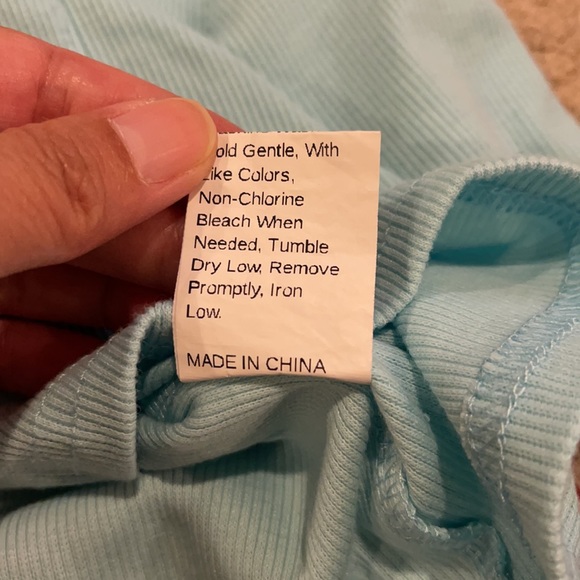 Gentle, With
Like Colors,
Non-Chlorine
Bleach When
Needed, Tumble
Dry Low, Remove
Promptly, Iron
Low.
MADE IN CHINA